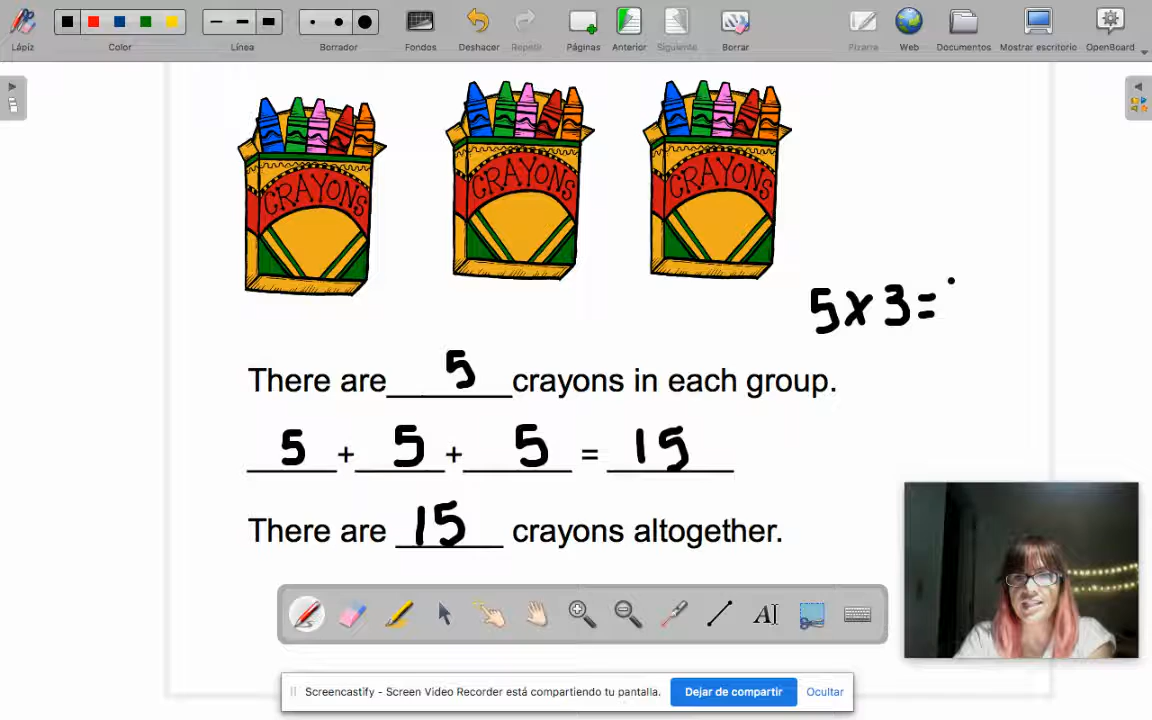 Lápiz Color Línea Borrador Fondos Deshacer Repetir Páginas Anterior Siguiente Borrar Pizarra Web Documentos Mostrar escritorio OpenBoard
CRAYONS CRAYONS CRAYONS
5x3=
There are 5 crayons in each group.
5 + 5 + 5 = 15
There are 15 crayons altogether.
AI
Screencastify - Screen Video Recorder está compartiendo tu pantalla. Dejar de compartir Ocultar